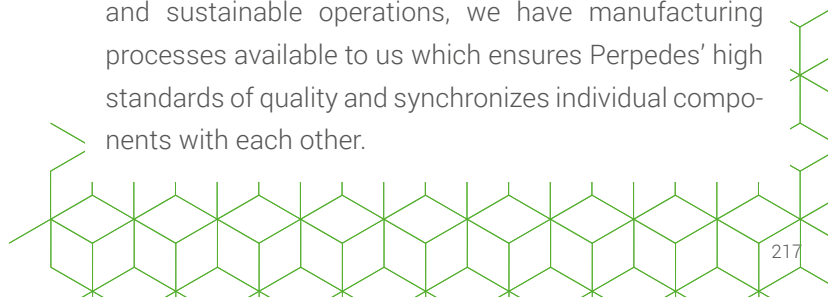 and sustainable operations, we have manufacturing
processes available to us which ensures Perpedes’ high
standards of quality and synchronizes individual compo-
nents with each other.
217